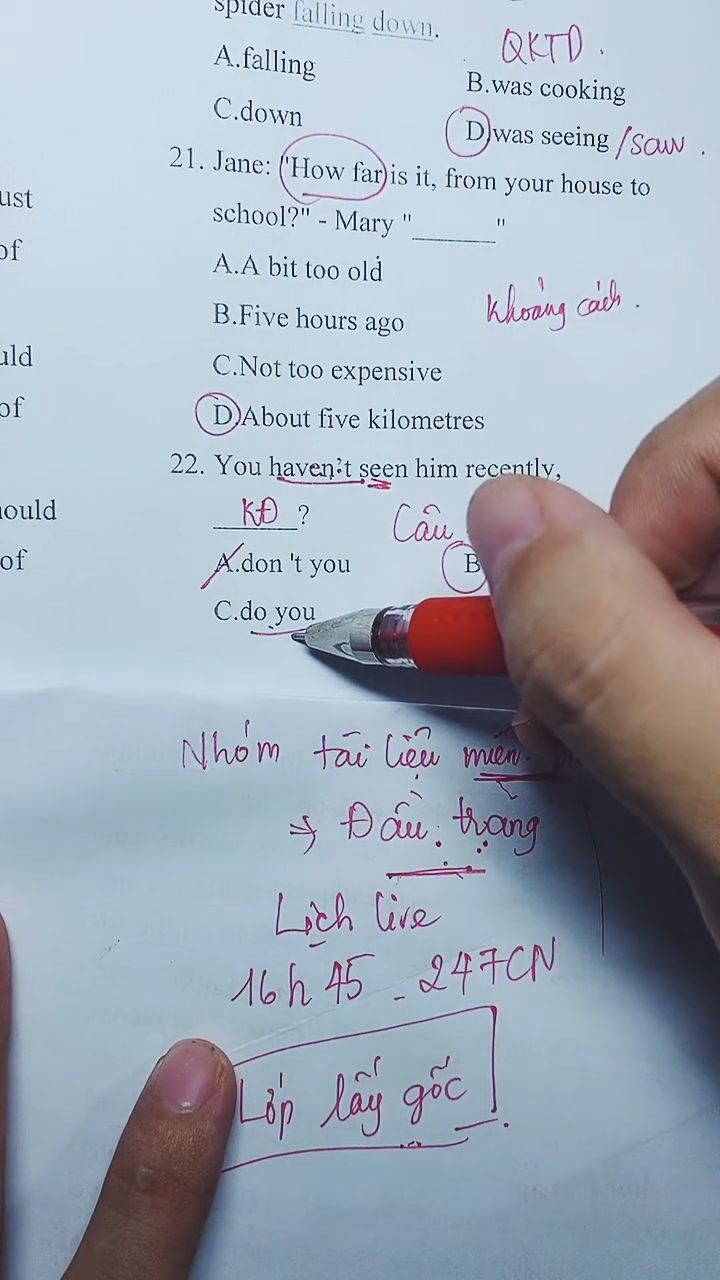 spider falling down.
QKTD.
A.falling
B.was cooking
C.down
D.was seeing /saw.
21. Jane: "How far is it, from your house to
school?" - Mary "______"
A.A bit too old
B.Five hours ago
Khoảng cách.
C.Not too expensive
D.About five kilometres
22. You haven't seen him recently,
KĐ ?
Câu
A.don 't you
B
C.do you
ust
of
uld
of
ould
of
Nhóm tài liệu miễn
→ Đầu trang
Lịch live
16h45 - 247CN
Lớp lấy gốc